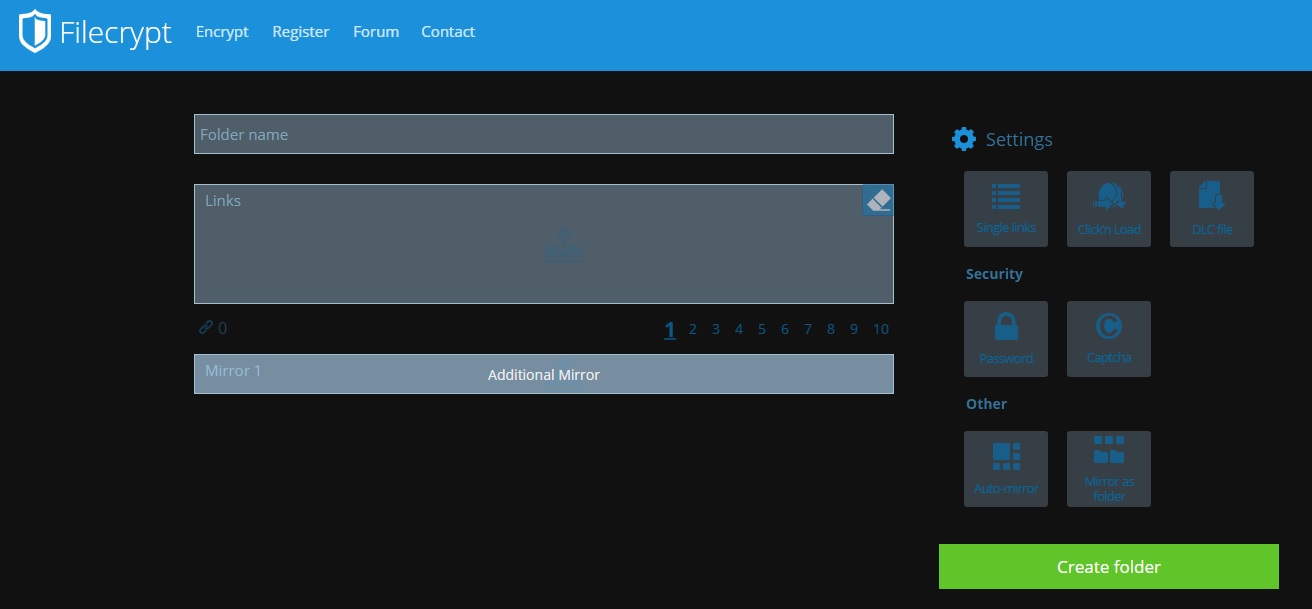 Filecrypt Encrypt Register Forum Contact
Folder name
Links
0
1 2 3 4 5 6 7 8 9 10
Mirror 1
Additional Mirror
Settings
Single links
Click'n Load
DLC file
Security
Password
Captcha
Other
Auto-mirror
Mirror as
folder
Create folder